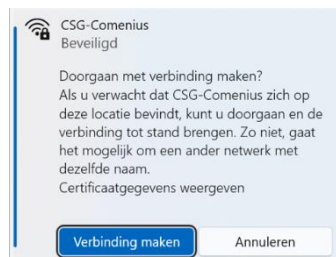 CSG-Comenius
Beveiligd
Doorgaan met verbinding maken?
Als u verwacht dat CSG-Comenius zich op
deze locatie bevindt, kunt u doorgaan en de
verbinding tot stand brengen. Zo niet, gaat
het mogelijk om een ander netwerk met
dezelfde naam.
Certificaatgegevens weergeven
Verbinding maken
Annuleren